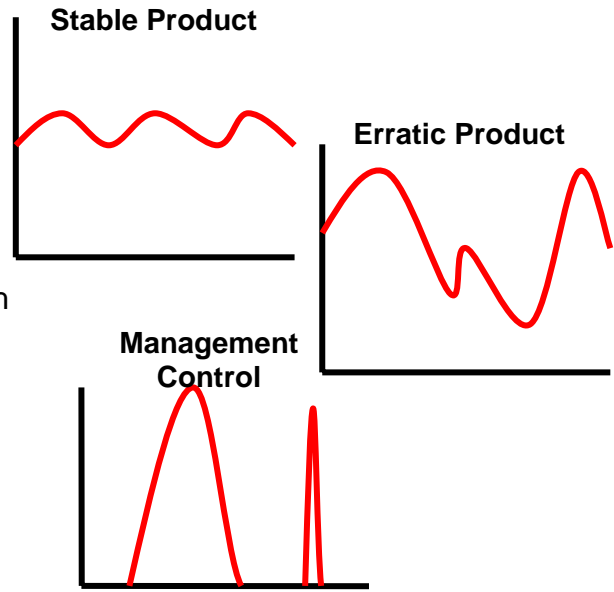 Stable Product
Erratic Product
n
Management
Control